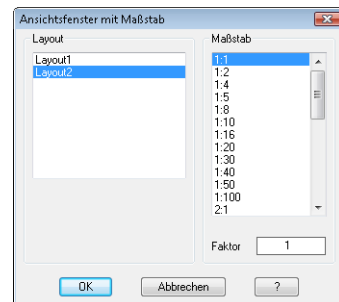 Ansichtsfenster mit Maßstab
Layout
Layout1
Layout2
Maßstab
1:1
1:2
1:4
1:5
1:8
1:10
1:16
1:20
1:30
1:40
1:50
1:100
2:1
Faktor
1
OK
Abbrechen
?